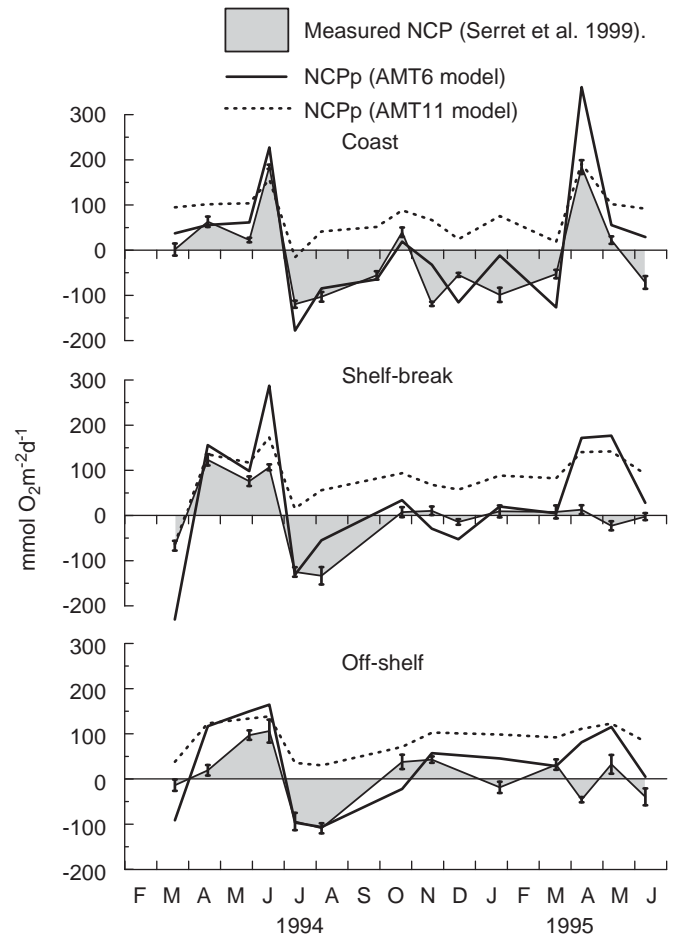 Measured NCP (Serret et al. 1999).
NCPp (AMT6 model)
NCPp (AMT11 model)
Coast
300
200
100
0
-100
-200
Shelf-break
300
200
100
0
-100
-200
mmol O2m-2d-1
Off-shelf
300
200
100
0
-100
-200
F M A M J J A S O N D J F M A M J
1994 1995